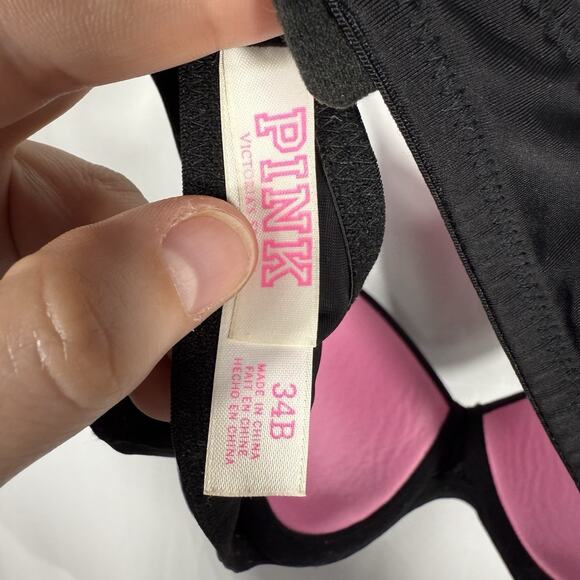 PINK
VICTORIA'S
34B
MADE IN CHINA
FAIT EN CHINE
HECHO EN CHINA